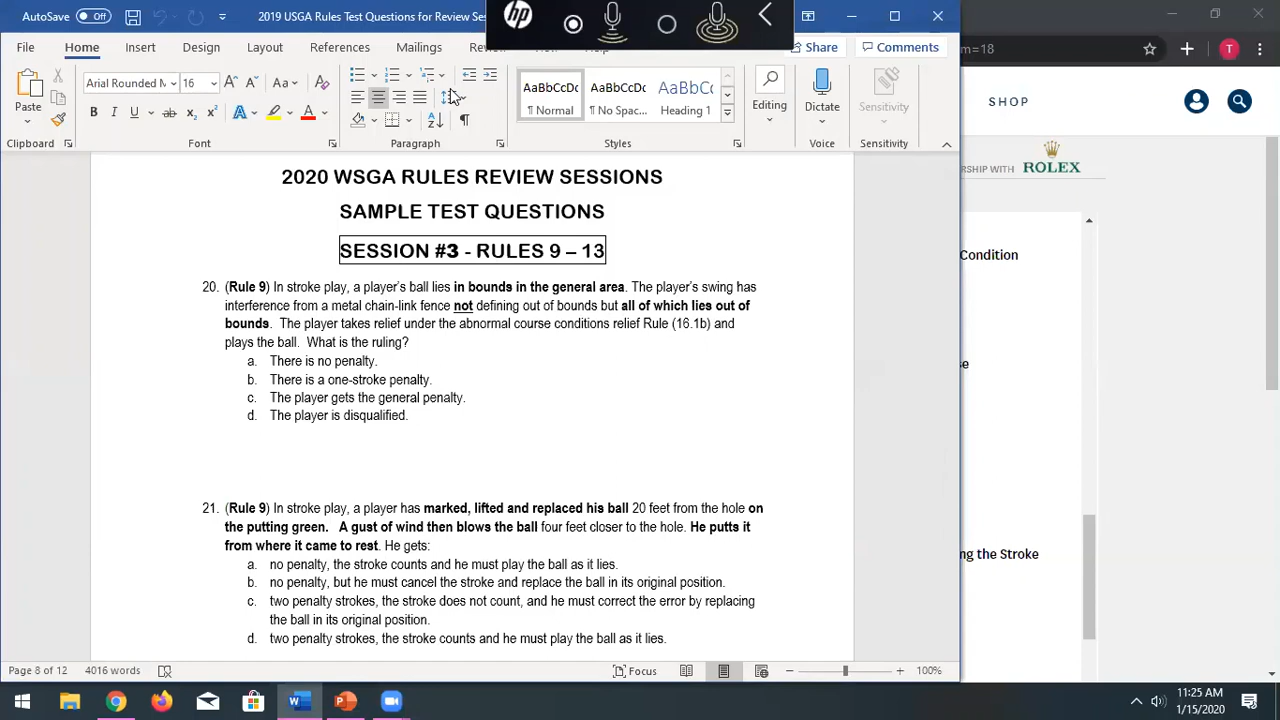 AutoSave Off 2019 USGA Rules Test Questions for Review Se
hp
File Home Insert Design Layout References Mailings Share Comments
m=18
T
Paste
Arial Rounded M 16 A A Aa A
B I U ab x A A
AaBbCcDc AaBbCcDc AaBbC
¶ Normal ¶ No Spac... Heading 1
Editing Dictate Sensitivity
Clipboard Font Paragraph Styles Voice Sensitivity
SHOP
RSHIP WITH ROLEX
2020 WSGA RULES REVIEW SESSIONS
SAMPLE TEST QUESTIONS
SESSION #3 - RULES 9 – 13
20. (Rule 9) In stroke play, a player's ball lies in bounds in the general area. The player's swing has
interference from a metal chain-link fence not defining out of bounds but all of which lies out of
bounds. The player takes relief under the abnormal course conditions relief Rule (16.1b) and
plays the ball. What is the ruling?
a. There is no penalty.
b. There is a one-stroke penalty.
c. The player gets the general penalty.
d. The player is disqualified.
21. (Rule 9) In stroke play, a player has marked, lifted and replaced his ball 20 feet from the hole on
the putting green. A gust of wind then blows the ball four feet closer to the hole. He putts it
from where it came to rest. He gets:
a. no penalty, the stroke counts and he must play the ball as it lies.
b. no penalty, but he must cancel the stroke and replace the ball in its original position.
c. two penalty strokes, the stroke does not count, and he must correct the error by replacing
the ball in its original position.
d. two penalty strokes, the stroke counts and he must play the ball as it lies.
Condition
se
ng the Stroke
Page 8 of 12 4016 words Focus 100%
11:25 AM
1/15/2020